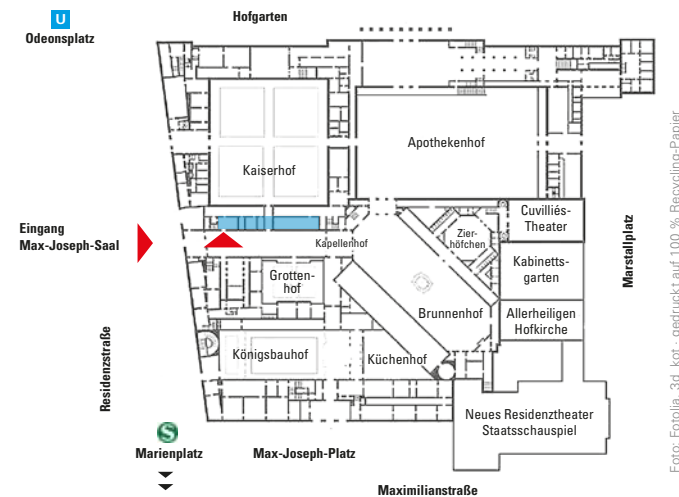 U
Odeonsplatz
Hofgarten
Apothekenhof
Kaiserhof
Eingang
Max-Joseph-Saal
Kapellenhof
Zier-
höfchen
Cuvilliés-
Theater
Kabinetts-
garten
Marstallplatz
Grotten-
hof
Brunnenhof
Allerheiligen
Hofkirche
Residenzstraße
Königsbauhof
Küchenhof
Neues Residenztheater
Staatsschauspiel
S
Marienplatz
Max-Joseph-Platz
Maximilianstraße
Foto: Fotolia, 3d_kot · gedruckt auf 100 % Recycling-Papier